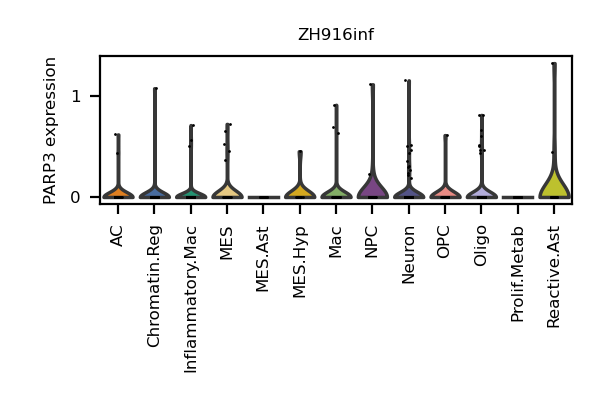 ZH916inf
PARP3 expression
1
0
AC
Chromatin.Reg
Inflammatory.Mac
MES
MES.Ast
MES.Hyp
Mac
NPC
Neuron
OPC
Oligo
Prolif.Metab
Reactive.Ast